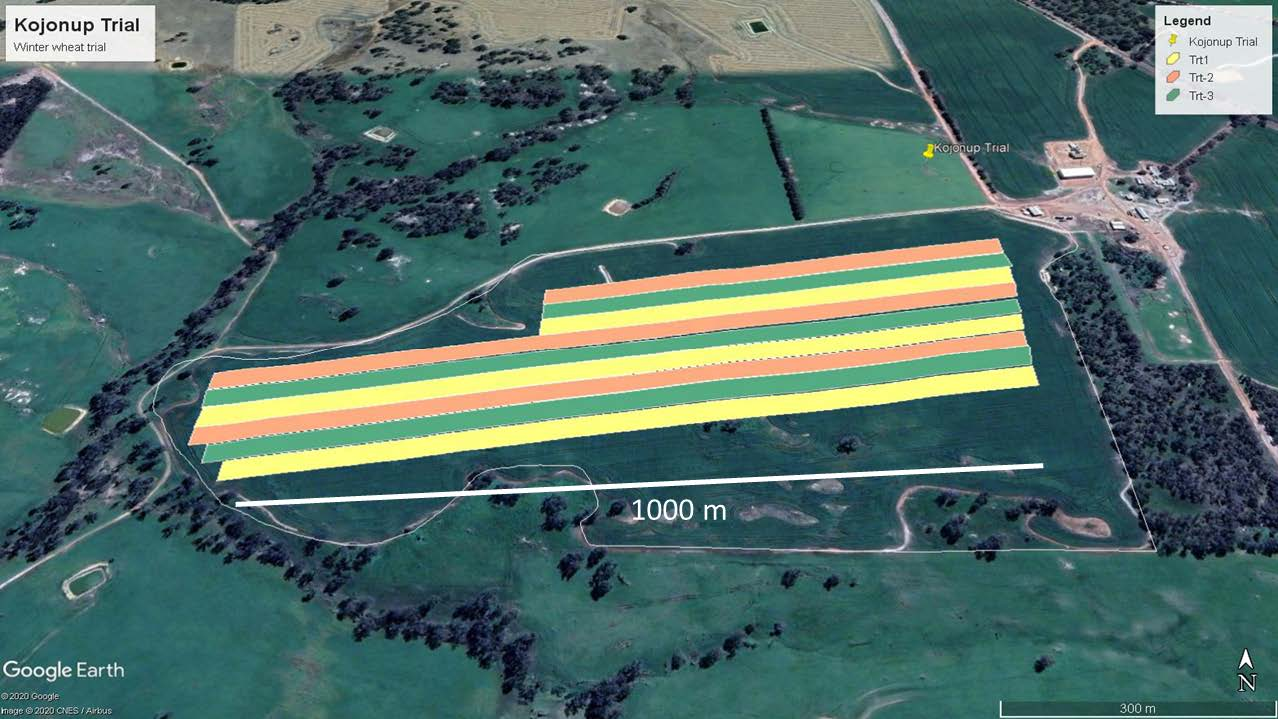 Kojonup Trial
Winter wheat trial
Legend
Kojonup Trial
Trt1
Trt-2
Trt-3
Kojonup Trial
1000 m
Google Earth
© 2020 Google
Image © 2020 CNES / Airbus
N
300 m